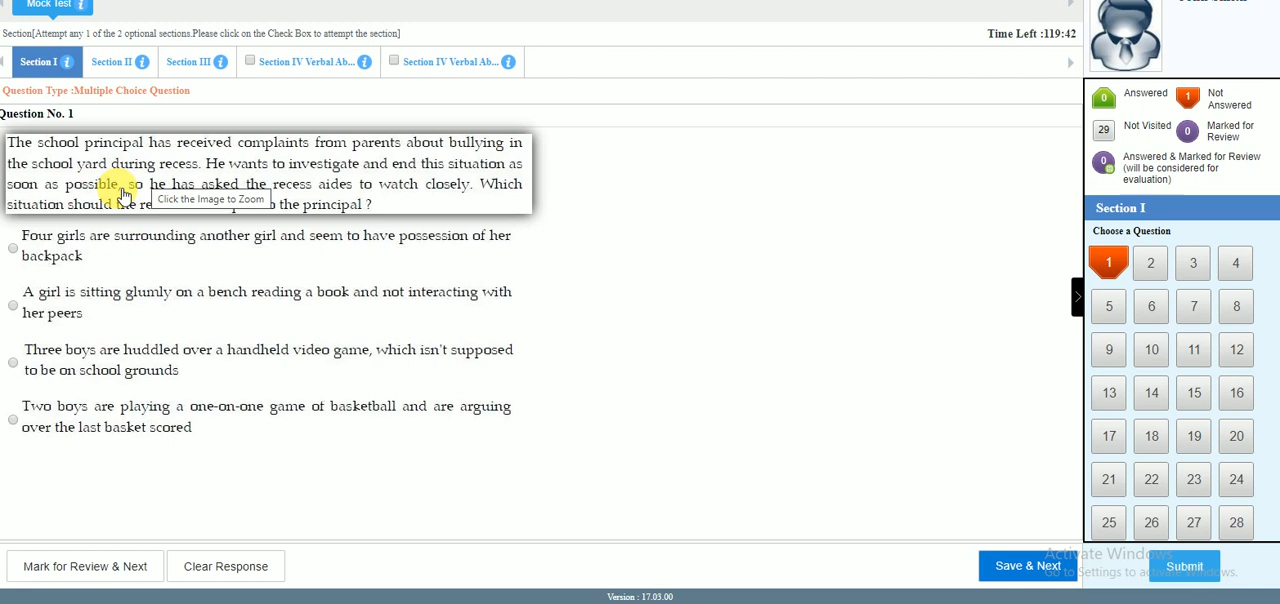 Mock Test i
Section[Attempt any 1 of the 2 optional sections.Please click on the Check Box to attempt the section]
Time Left :119:42
Section I i Section II i Section III i Section IV Verbal Ab... i Section IV Verbal Ab... i
Question Type :Multiple Choice Question
Question No. 1
The school principal has received complaints from parents about bullying in
the school yard during recess. He wants to investigate and end this situation as
soon as possible, so he has asked the recess aides to watch closely. Which
situation should the the principal ?
Click the Image to Zoom
Four girls are surrounding another girl and seem to have possession of her
backpack
A girl is sitting glumly on a bench reading a book and not interacting with
her peers
Three boys are huddled over a handheld video game, which isn't supposed
to be on school grounds
Two boys are playing a one-on-one game of basketball and are arguing
over the last basket scored
Mark for Review & Next
Clear Response
Save & Next
0 Answered
1 Not Answered
29 Not Visited
0 Marked for Review
0 Answered & Marked for Review
(will be considered for
evaluation)
Section I
Choose a Question
1 2 3 4
5 6 7 8
9 10 11 12
13 14 15 16
17 18 19 20
21 22 23 24
25 26 27 28
Activate Windows
Go to Settings to activate Windows.
Submit
Version : 17.03.00